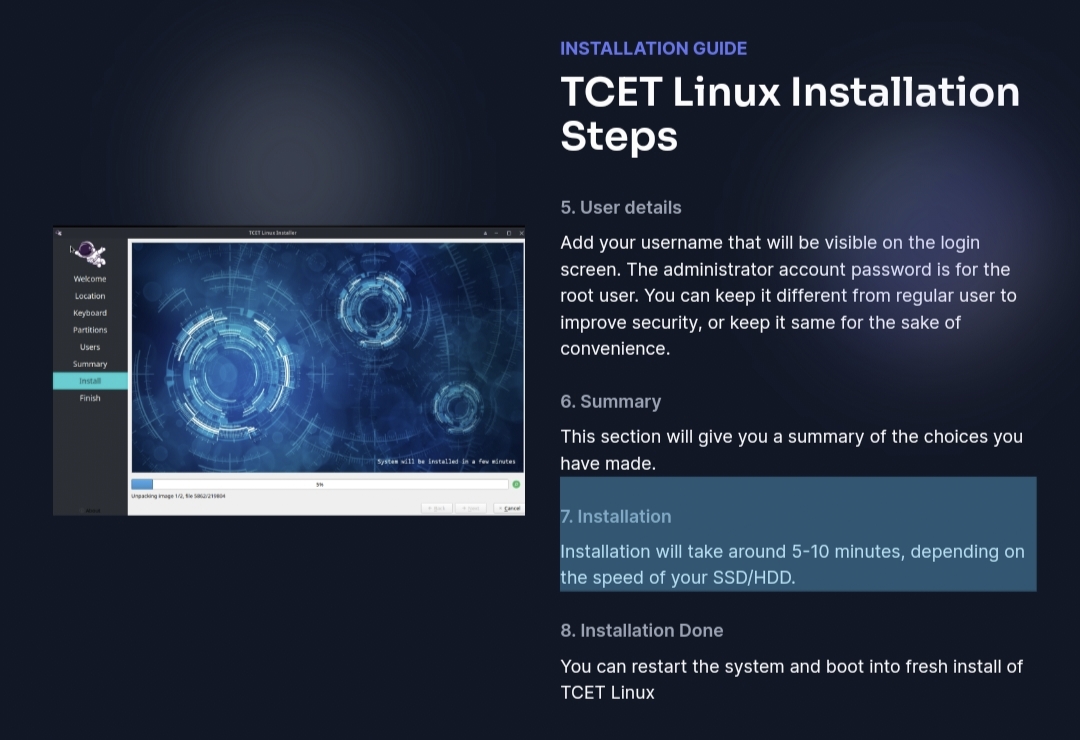 INSTALLATION GUIDE
TCET Linux Installation
Steps
5. User details
Add your username that will be visible on the login
screen. The administrator account password is for the
root user. You can keep it different from regular user to
improve security, or keep it same for the sake of
convenience.
6. Summary
This section will give you a summary of the choices you
have made.
7. Installation
Installation will take around 5-10 minutes, depending on
the speed of your SSD/HDD.
8. Installation Done
You can restart the system and boot into fresh install of
TCET Linux
TCET Linux Installer
Welcome
Location
Keyboard
Partitions
Users
Summary
Install
Finish
System will be installed in a few minutes
5%
Unpacking image 1/2, file 5862/219804
About
Back
Next
Cancel